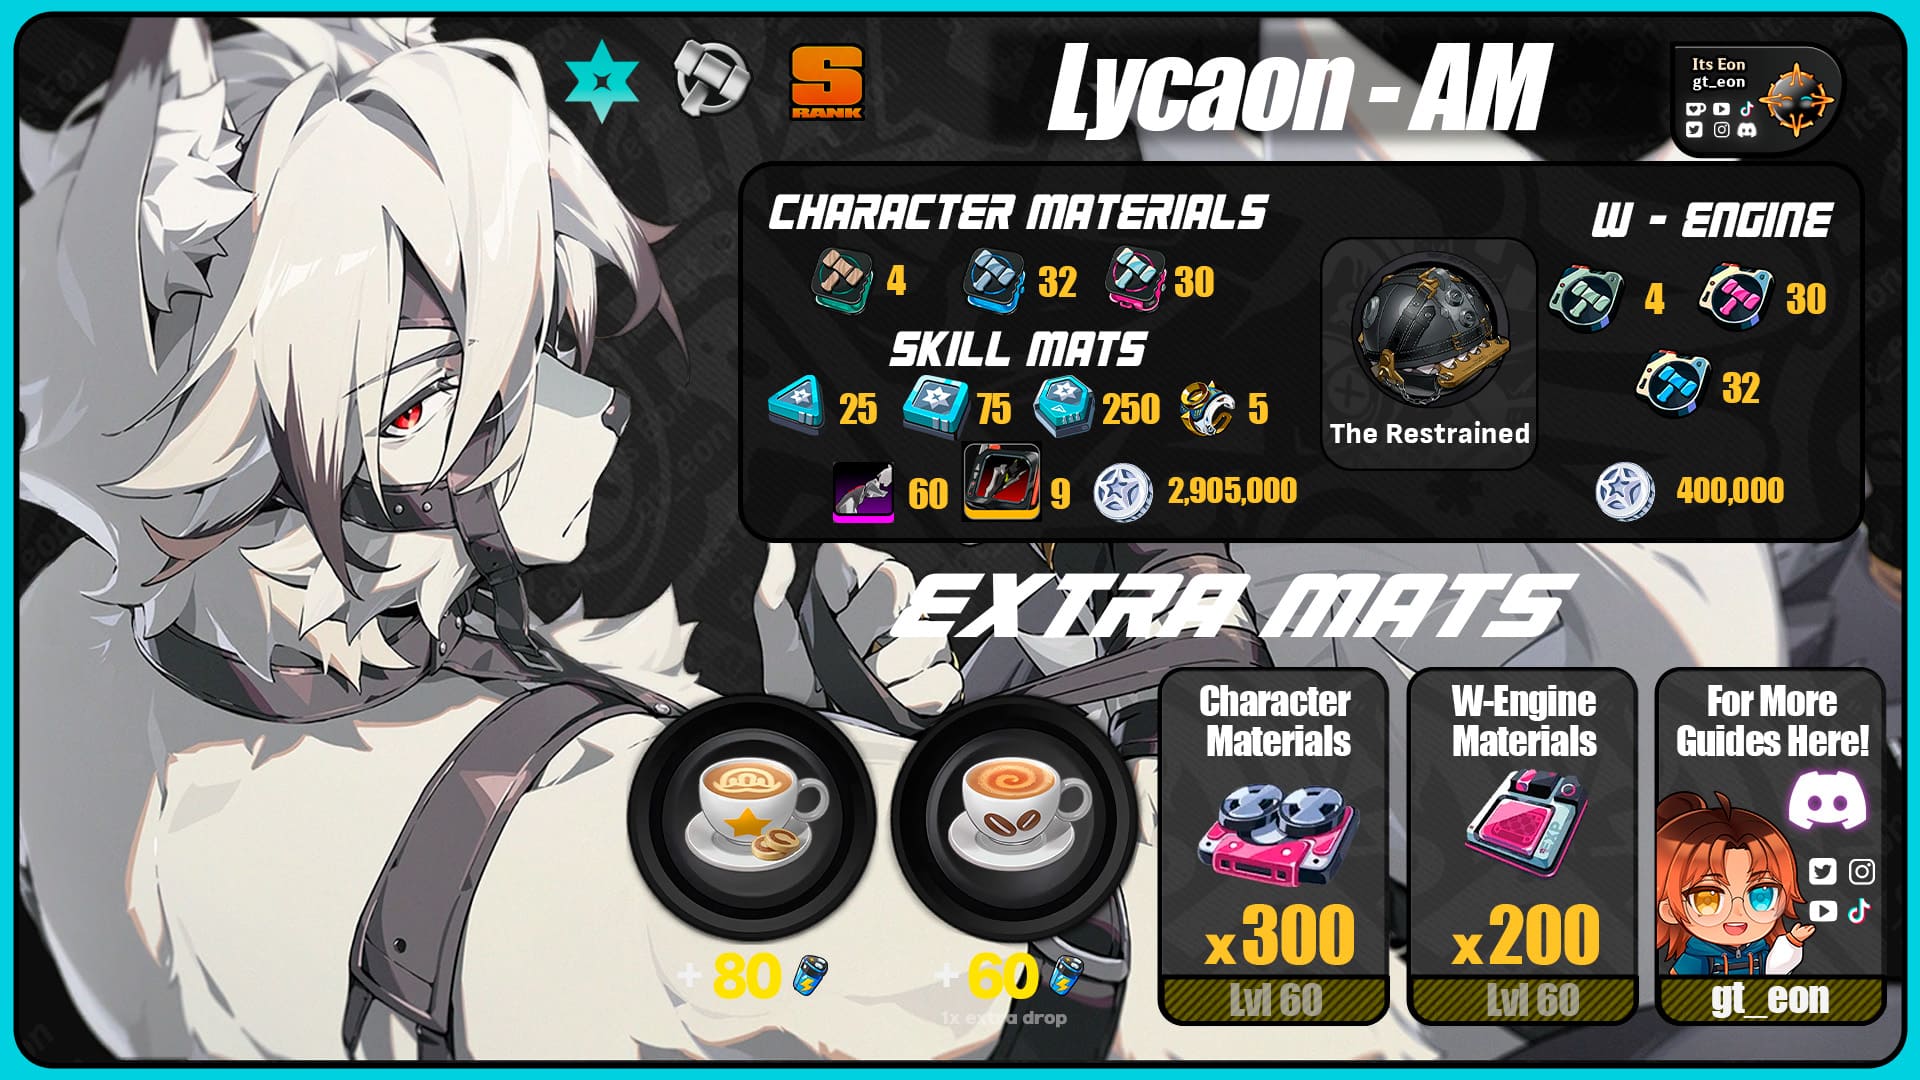 S
RANK
Lycaon - AM
Its Eon
gt_eon
CHARACTER MATERIALS
4
32
30
SKILL MATS
25
75
250
5
60
9
2,905,000
The Restrained
W - ENGINE
4
30
32
400,000
EXTRA MATS
+ 80
+ 60
1x extra drop
Character
Materials
x300
Lvl 60
W-Engine
Materials
x200
Lvl 60
For More
Guides Here!
gt_eon